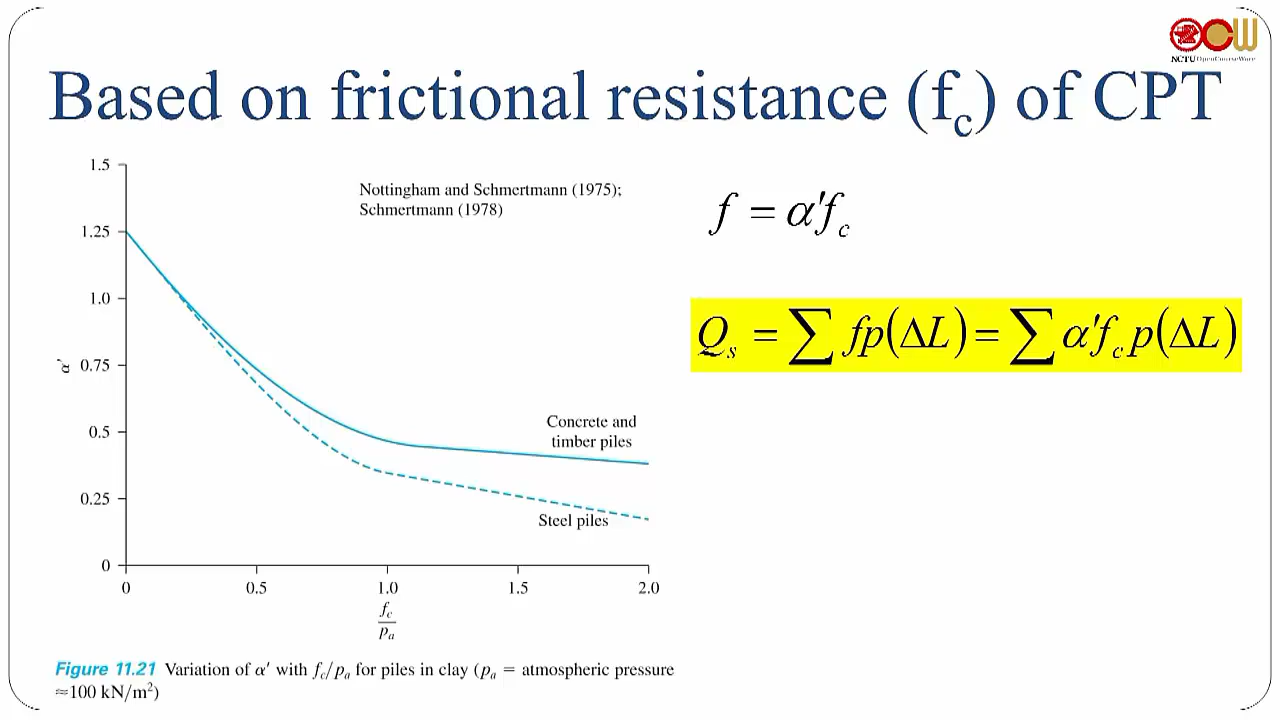 NCTU OpenCourseWare
Based on frictional resistance (fc) of CPT
1.5
1.25
1.0
0.75
0.5
0.25
0
α′
Nottingham and Schmertmann (1975);
Schmertmann (1978)
Concrete and
timber piles
Steel piles
0 0.5 1.0 1.5 2.0
fc
pa
f = α′fc
Qs = ∑ fp(ΔL) = ∑ α′fc p(ΔL)
Figure 11.21 Variation of α′ with fc/pa for piles in clay (pa = atmospheric pressure
≈100 kN/m²)